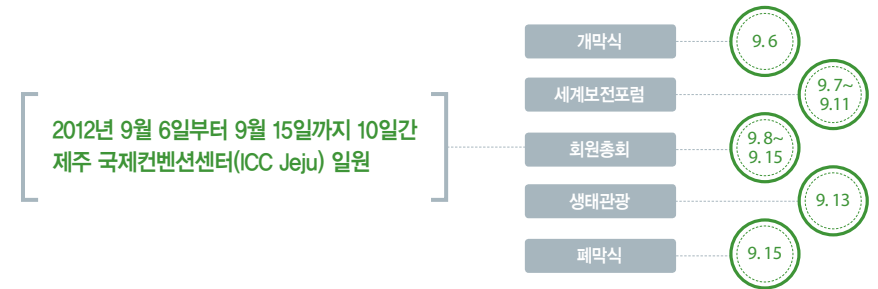 2012년 9월 6일부터 9월 15일까지 10일간
제주 국제컨벤션센터(ICC Jeju) 일원
개막식
9. 6
세계보전포럼
9. 7~
9.11
회원총회
9. 8~
9. 15
생태관광
9. 13
폐막식
9. 15